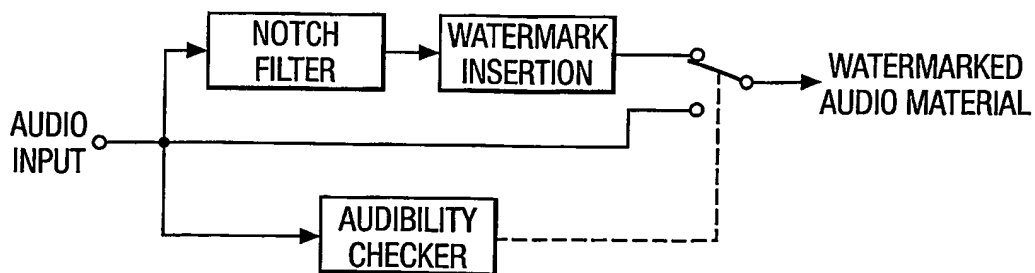 NOTCH
FILTER
WATERMARK
INSERTION
WATERMARKED
AUDIO MATERIAL
AUDIO
INPUT
AUDIBILITY
CHECKER